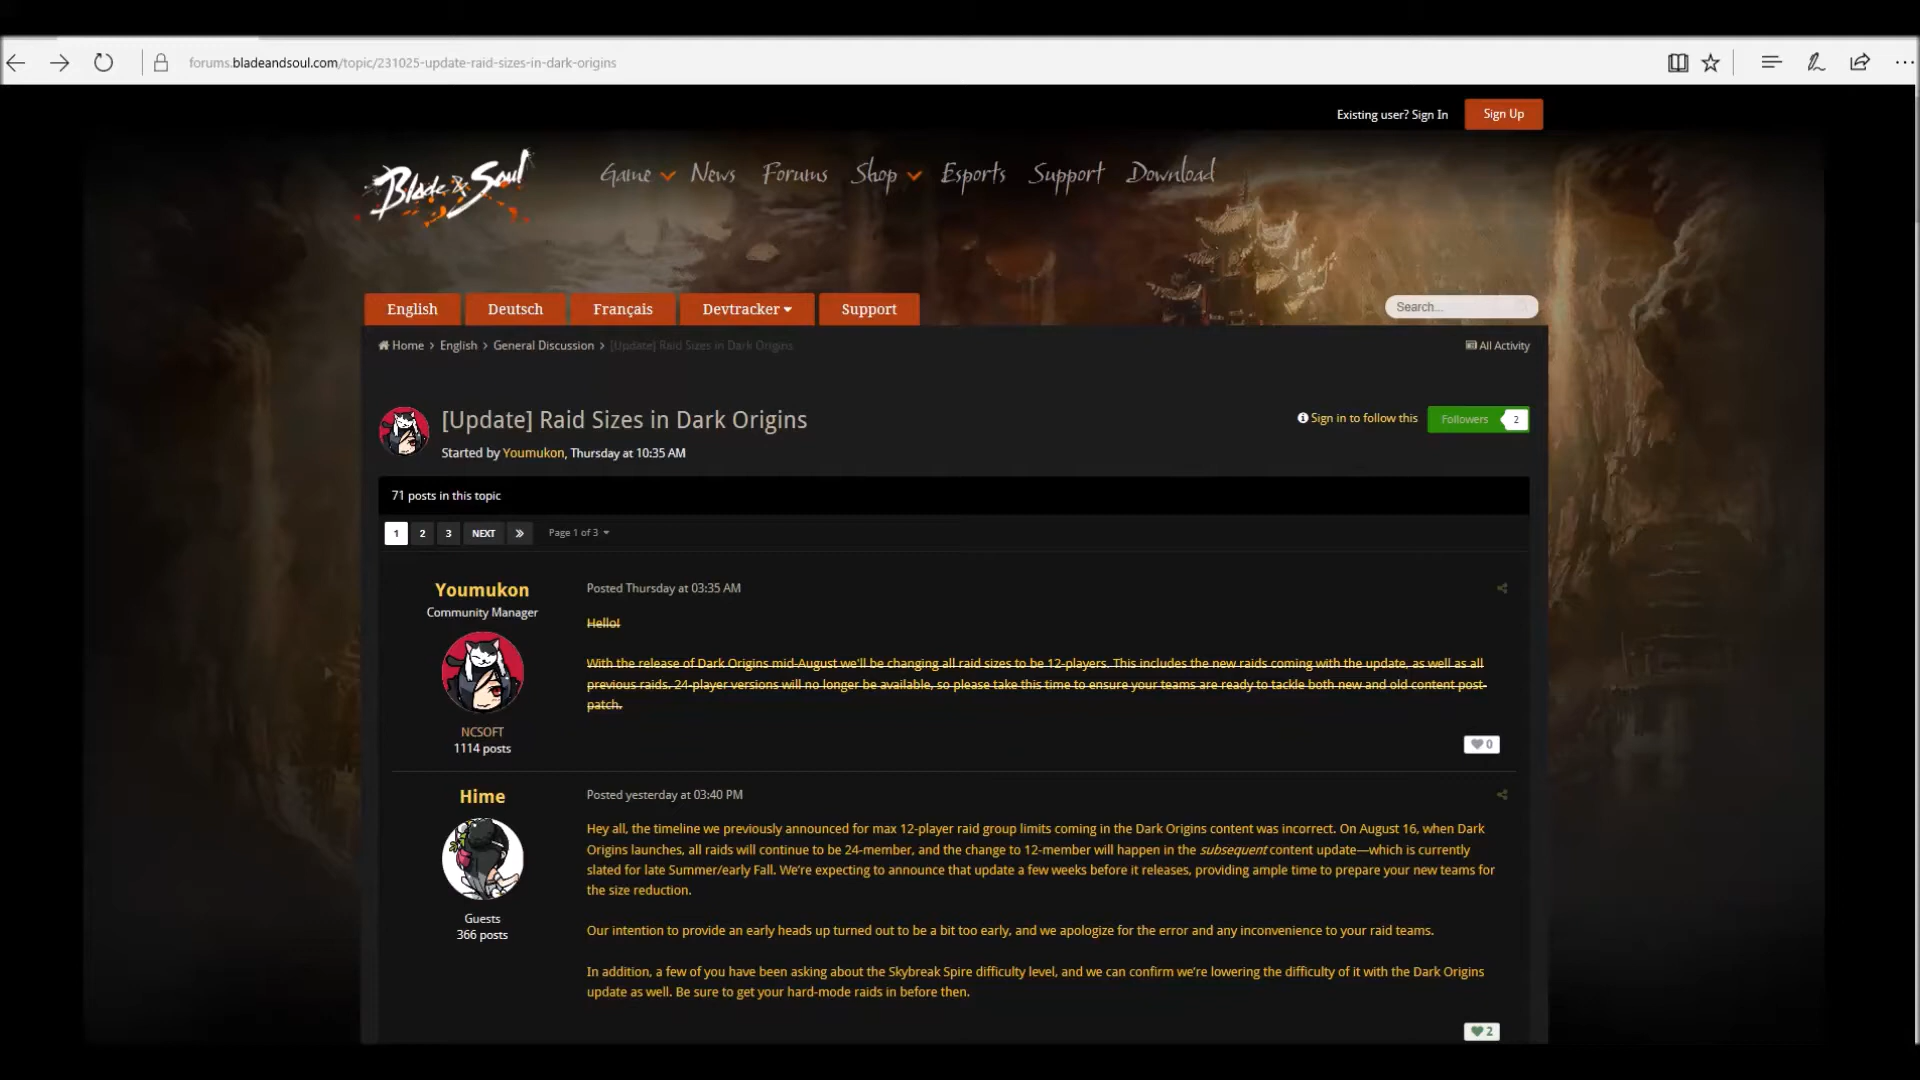 forums.bladeandsoul.com/topic/231025-update-raid-sizes-in-dark-origins
Existing user? Sign In
Sign Up
Blade & Soul
Game News Forums Shop Esports Support Download
English Deutsch Français Devtracker Support
Search...
Home > English > General Discussion > [Update] Raid Sizes in Dark Origins
All Activity
[Update] Raid Sizes in Dark Origins
Started by Youmukon, Thursday at 10:35 AM
Sign in to follow this
Followers 2
71 posts in this topic
1 2 3 NEXT » Page 1 of 3
Youmukon
Community Manager
NCSOFT
1114 posts
Posted Thursday at 03:35 AM
Hello!
With the release of Dark Origins mid-August we'll be changing all raid sizes to be 12-players. This includes the new raids coming with the update, as well as all
previous raids. 24-player versions will no longer be available, so please take this time to ensure your teams are ready to tackle both new and old content post-
patch.
0
Hime
Guests
366 posts
Posted yesterday at 03:40 PM
Hey all, the timeline we previously announced for max 12-player raid group limits coming in the Dark Origins content was incorrect. On August 16, when Dark
Origins launches, all raids will continue to be 24-member, and the change to 12-member will happen in the subsequent content update—which is currently
slated for late Summer/early Fall. We're expecting to announce that update a few weeks before it releases, providing ample time to prepare your new teams for
the size reduction.
Our intention to provide an early heads up turned out to be a bit too early, and we apologize for the error and any inconvenience to your raid teams.
In addition, a few of you have been asking about the Skybreak Spire difficulty level, and we can confirm we're lowering the difficulty of it with the Dark Origins
update as well. Be sure to get your hard-mode raids in before then.
2